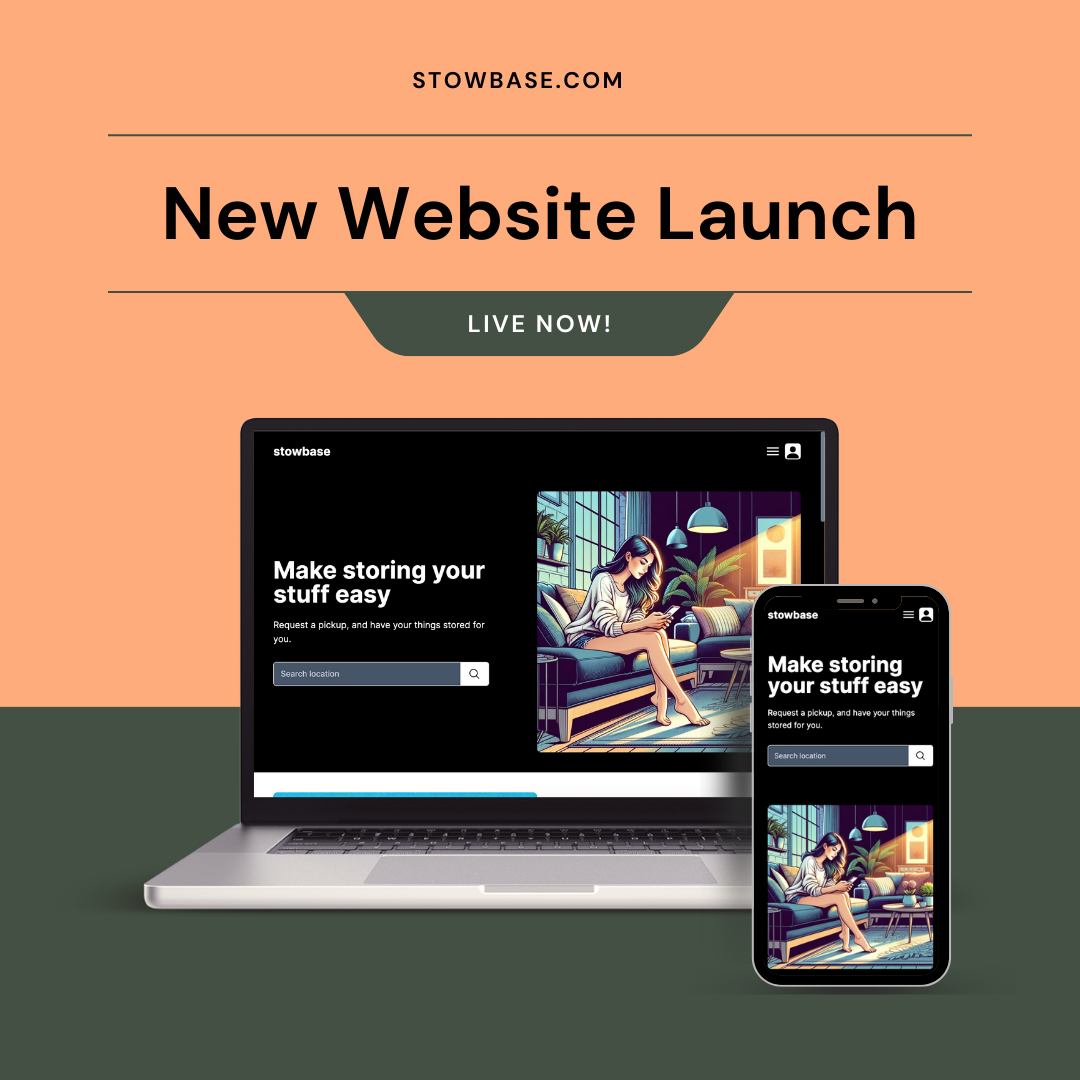 STOWBASE.COM
New Website Launch
LIVE NOW!
stowbase
Make storing your
stuff easy
Request a pickup, and have your things stored for
you.
Search location
stowbase
Make storing
your stuff easy
Request a pickup, and have your things
stored for you.
Search location